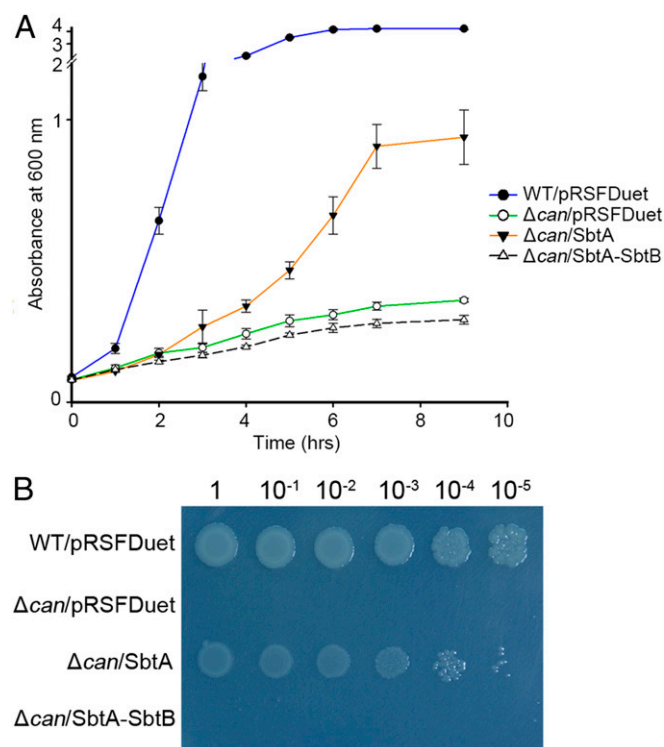 A
4
3
2
1
0
Absorbance at 600 nm
0 2 4 6 8 10
Time (hrs)
WT/pRSFDuet
Δcan/pRSFDuet
Δcan/SbtA
Δcan/SbtA-SbtB
B
1 10⁻¹ 10⁻² 10⁻³ 10⁻⁴ 10⁻⁵
WT/pRSFDuet
Δcan/pRSFDuet
Δcan/SbtA
Δcan/SbtA-SbtB